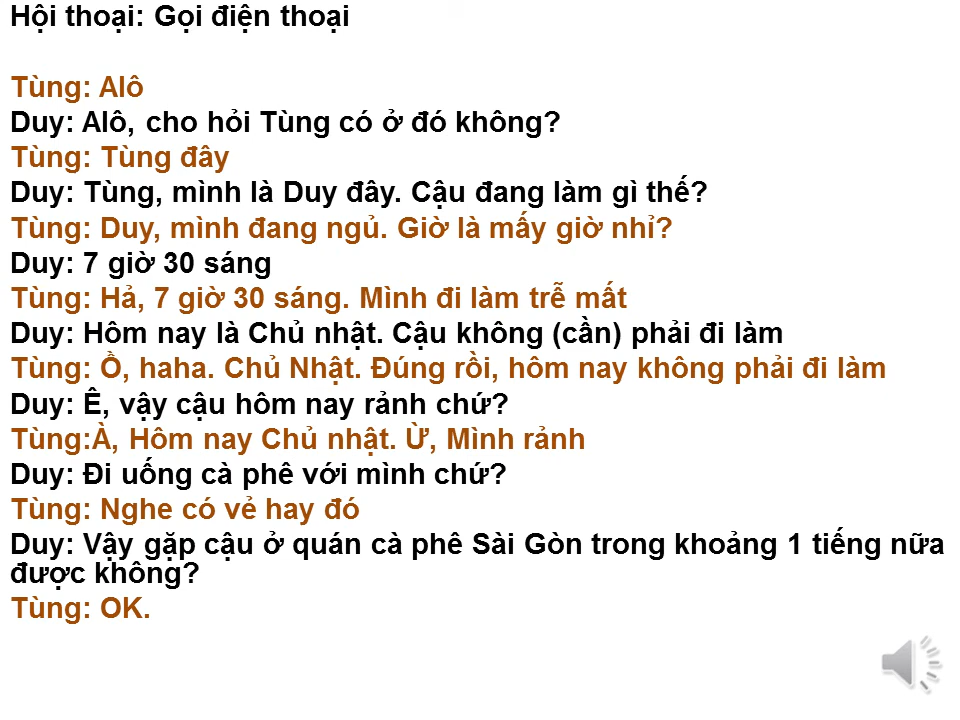 Hội thoại: Gọi điện thoại
Tùng: Alô
Duy: Alô, cho hỏi Tùng có ở đó không?
Tùng: Tùng đây
Duy: Tùng, mình là Duy đây. Cậu đang làm gì thế?
Tùng: Duy, mình đang ngủ. Giờ là mấy giờ nhỉ?
Duy: 7 giờ 30 sáng
Tùng: Hả, 7 giờ 30 sáng. Mình đi làm trễ mất
Duy: Hôm nay là Chủ nhật. Cậu không (cần) phải đi làm
Tùng: Ồ, haha. Chủ Nhật. Đúng rồi, hôm nay không phải đi làm
Duy: Ê, vậy cậu hôm nay rảnh chứ?
Tùng:À, Hôm nay Chủ nhật. Ừ, Mình rảnh
Duy: Đi uống cà phê với mình chứ?
Tùng: Nghe có vẻ hay đó
Duy: Vậy gặp cậu ở quán cà phê Sài Gòn trong khoảng 1 tiếng nữa
được không?
Tùng: OK.